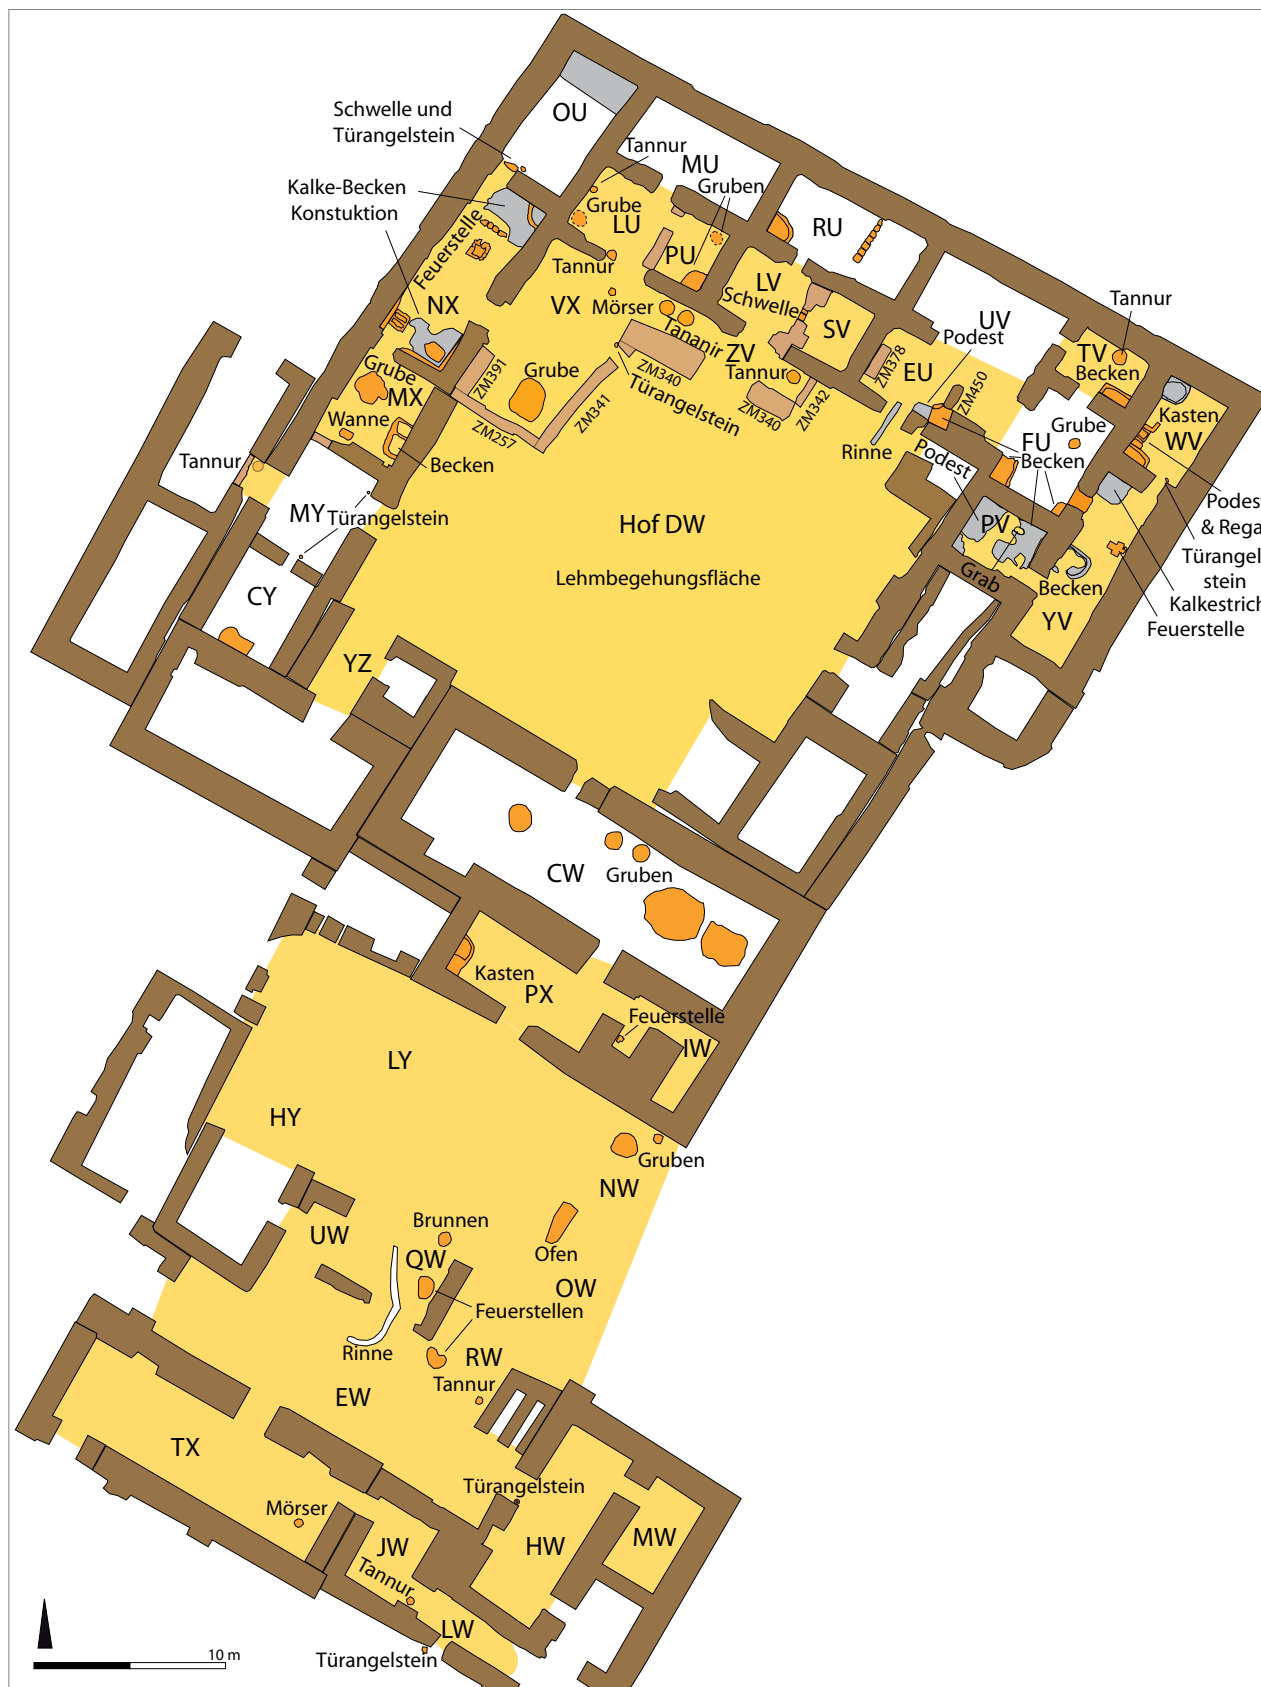 OU
Schwelle und
Türangelstein
Tannur
MU
Gruben
Kalke-Becken
Konstuktion
Grube
LU
RU
Feuerstelle
PU
Tannur
LV
Schwelle
Tannur
NX
VX
Mörser
Tananir
SV
UV
Podest
ZV
TV
Becken
ZM391
Grube
ZM340
Tannur
ZM378
EU
ZM450
Grube
MX
ZM341
Türangelstein
ZM340
ZM342
Kasten
WV
Wanne
ZM257
Rinne
Grube
FU
Becken
Podest
Tannur
Becken
Podes
& Rega
MY
Türangelstein
Hof DW
PV
Türangel
stein
Lehmbegehungsfläche
Grab
Becken
Kalkestrich
CY
YV
Feuerstelle
YZ
CW
Gruben
Kasten
PX
Feuerstelle
IW
LY
HY
Gruben
NW
Brunnen
UW
QW
Ofen
OW
Feuerstellen
Rinne
RW
Tannur
EW
TX
Türangelstein
Mörser
JW
HW
MW
Tannur
LW
10 m
Türangelstein